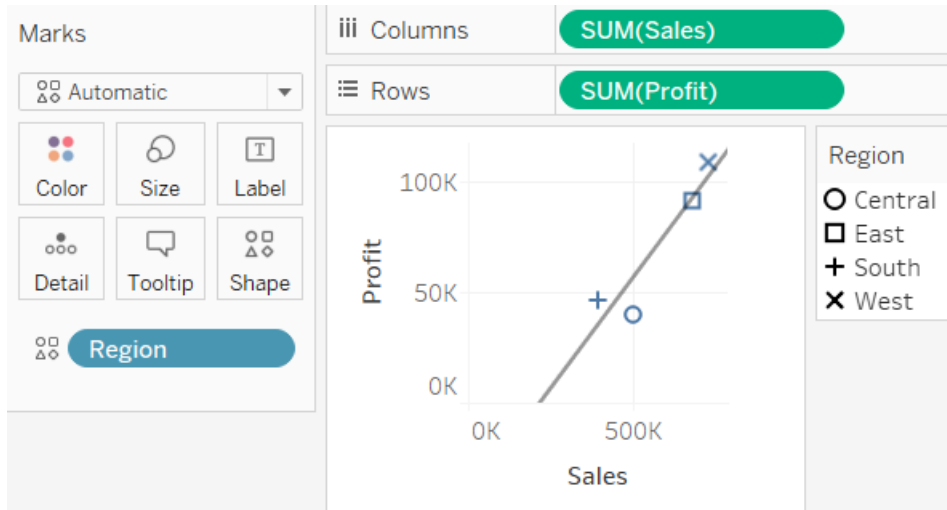 Marks
Automatic
Color Size Label
Detail Tooltip Shape
Region
Columns SUM(Sales)
Rows SUM(Profit)
Profit
100K
50K
0K
0K 500K
Sales
Region
Central
East
South
West